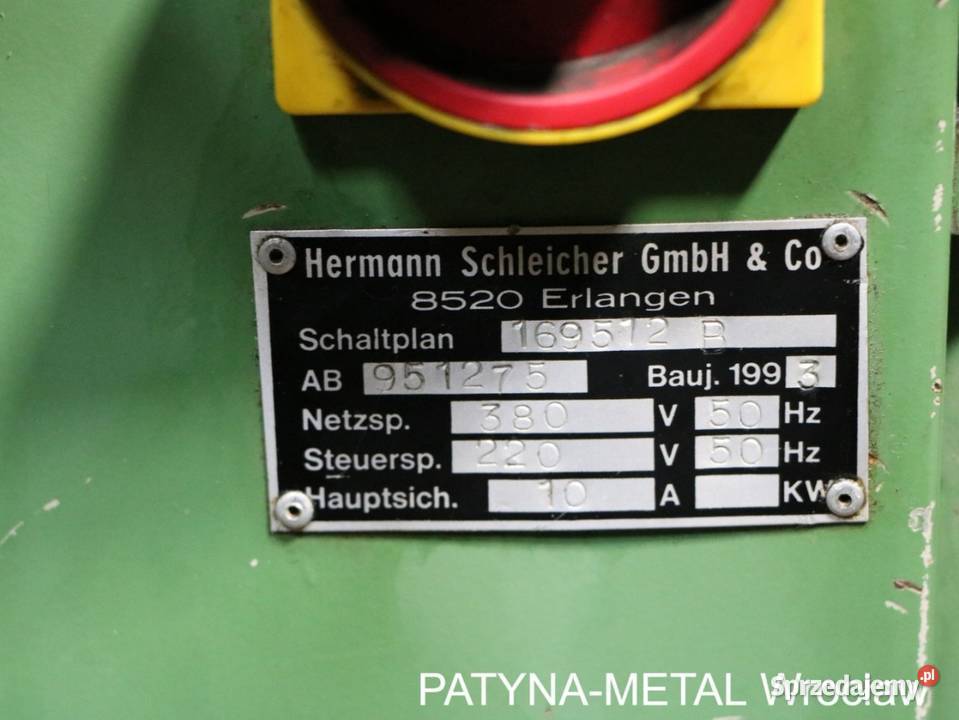 Hermann Schleicher GmbH & Co
8520 Erlangen
Schaltplan 169512 B
AB 951275 Bauj. 1993
Netzsp. 380 V 50 Hz
Steuersp. 220 V 50 Hz
Hauptsich. 10 A KW
PATYNA-METAL Wrocław
Sprzedajemy.pl